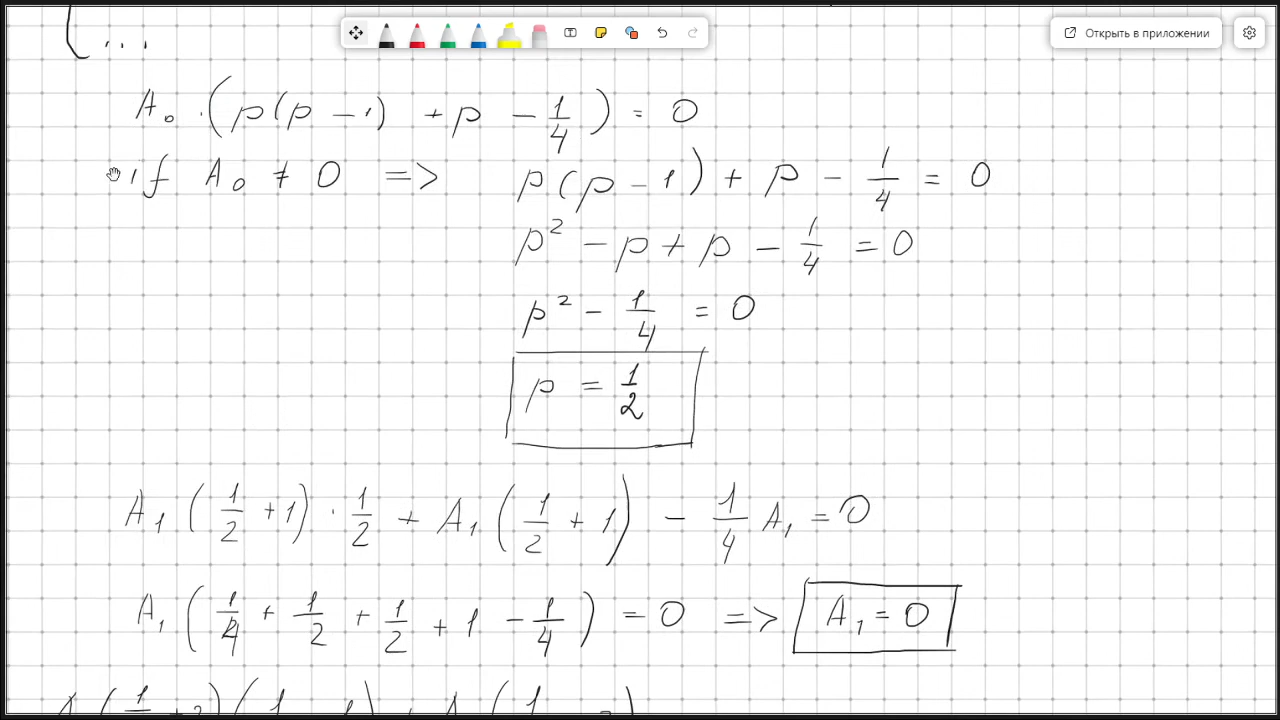 ...
Открыть в приложении
A₀ · (p(p − 1) + p − 1/4) = 0
if A₀ ≠ 0 => p(p − 1) + p − 1/4 = 0
p² − p + p − 1/4 = 0
p² − 1/4 = 0
p = 1/2
A₁ (1/2 + 1) · 1/2 + A₁ (1/2 + 1) − 1/4 A₁ = 0
A₁ (1/4 + 1/2 + 1/2 + 1 − 1/4) = 0 => A₁ = 0